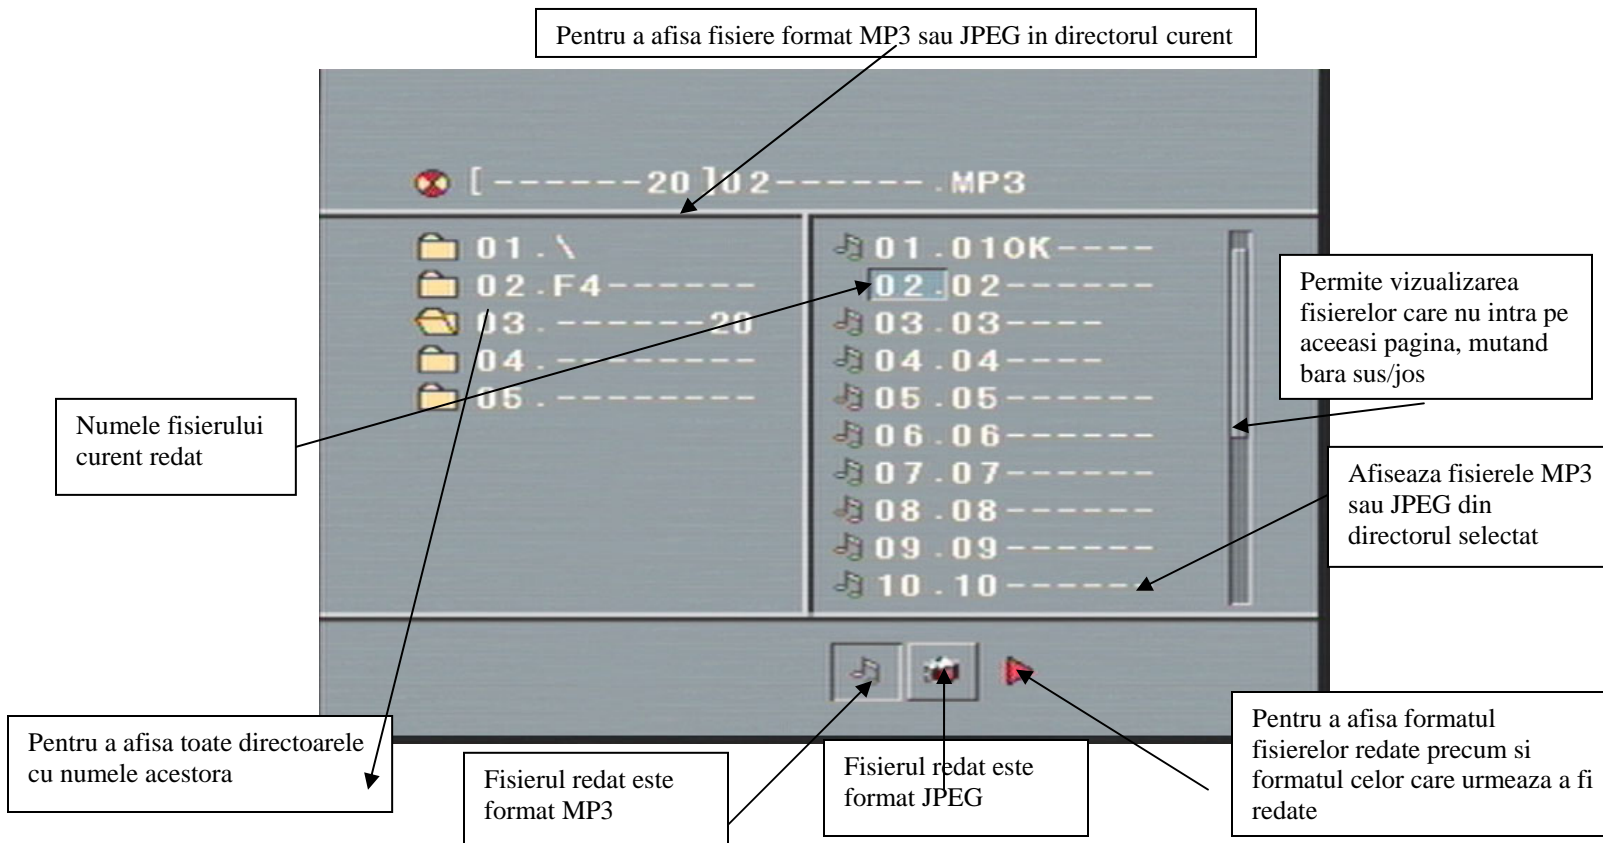 Pentru a afisa fisiere format MP3 sau JPEG in directorul curent
[------20]02------.MP3
01.\
02.F4------
03.------20
04.--------
05.--------
01.01OK----
02.02------
03.03----
04.04----
05.05------
06.06------
07.07------
08.08------
09.09------
10.10------
Numele fisierului
curent redat
Permite vizualizarea
fisierelor care nu intra pe
aceeasi pagina, mutand
bara sus/jos
Afiseaza fisierele MP3
sau JPEG din
directorul selectat
Pentru a afisa toate directoarele
cu numele acestora
Fisierul redat este
format MP3
Fisierul redat este
format JPEG
Pentru a afisa formatul
fisierelor redate precum si
formatul celor care urmeaza a fi
redate